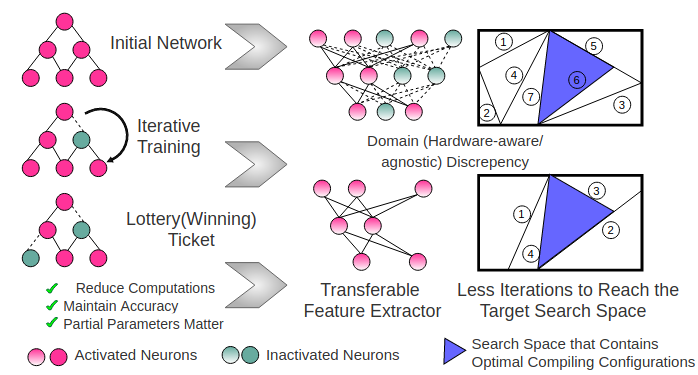 Initial Network
Iterative
Training
Lottery(Winning)
Ticket
Reduce Computations
Maintain Accuracy
Partial Parameters Matter
Domain (Hardware-aware/
agnostic) Discrepency
Transferable
Feature Extractor
1
5
4
6
7
2
3
3
1
2
4
Less Iterations to Reach the
Target Search Space
Activated Neurons
Inactivated Neurons
Search Space that Contains
Optimal Compiling Configurations